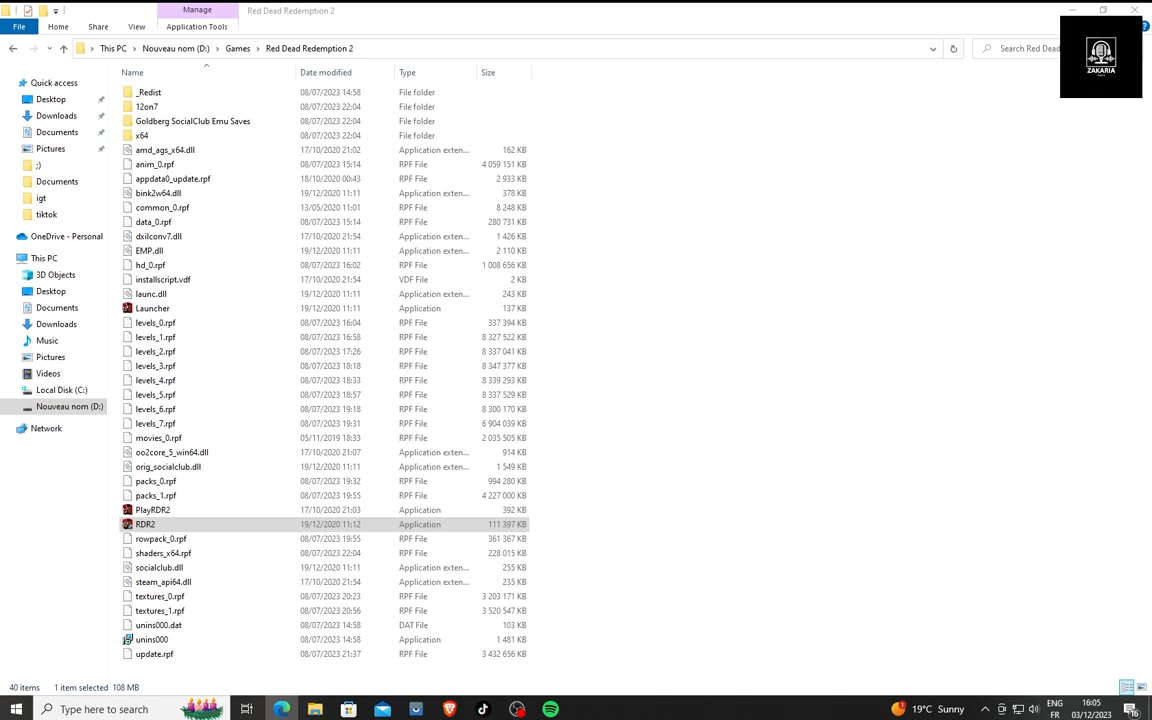 Manage
Red Dead Redemption 2
File
Home
Share
View
Application Tools
This PC
Nouveau nom (D:)
Games
Red Dead Redemption 2
Search Red Dead
ZAKARIA
Name
Date modified
Type
Size
Quick access
Desktop
Downloads
Documents
Pictures
;)
Documents
igt
tiktok
OneDrive - Personal
This PC
3D Objects
Desktop
Documents
Downloads
Music
Pictures
Videos
Local Disk (C:)
Nouveau nom (D:)
Network
_Redist 08/07/2023 14:58 File folder
12on7 08/07/2023 22:04 File folder
Goldberg SocialClub Emu Saves 08/07/2023 22:04 File folder
x64 08/07/2023 22:04 File folder
amd_ags_x64.dll 17/10/2020 21:02 Application exten... 162 KB
anim_0.rpf 08/07/2023 15:14 RPF File 4 059 151 KB
appdata0_update.rpf 18/10/2020 00:43 RPF File 2 933 KB
bink2w64.dll 19/12/2020 11:11 Application exten... 378 KB
common_0.rpf 13/05/2020 11:01 RPF File 8 248 KB
data_0.rpf 08/07/2023 15:14 RPF File 280 731 KB
dxilconv7.dll 17/10/2020 21:54 Application exten... 1 426 KB
EMP.dll 19/12/2020 11:11 Application exten... 2 110 KB
hd_0.rpf 08/07/2023 16:02 RPF File 1 008 656 KB
installscript.vdf 17/10/2020 21:54 VDF File 2 KB
launc.dll 19/12/2020 11:11 Application exten... 243 KB
Launcher 19/12/2020 11:11 Application 137 KB
levels_0.rpf 08/07/2023 16:04 RPF File 337 394 KB
levels_1.rpf 08/07/2023 16:58 RPF File 8 327 522 KB
levels_2.rpf 08/07/2023 17:26 RPF File 8 337 041 KB
levels_3.rpf 08/07/2023 18:18 RPF File 8 347 377 KB
levels_4.rpf 08/07/2023 18:33 RPF File 8 339 293 KB
levels_5.rpf 08/07/2023 18:57 RPF File 8 337 529 KB
levels_6.rpf 08/07/2023 19:18 RPF File 8 300 170 KB
levels_7.rpf 08/07/2023 19:31 RPF File 6 904 039 KB
movies_0.rpf 05/11/2019 18:33 RPF File 2 035 505 KB
oo2core_5_win64.dll 17/10/2020 21:07 Application exten... 914 KB
orig_socialclub.dll 19/12/2020 11:11 Application exten... 1 549 KB
packs_0.rpf 08/07/2023 19:32 RPF File 994 280 KB
packs_1.rpf 08/07/2023 19:55 RPF File 4 227 000 KB
PlayRDR2 17/10/2020 21:03 Application 392 KB
RDR2 19/12/2020 11:12 Application 111 397 KB
rowpack_0.rpf 08/07/2023 19:55 RPF File 361 367 KB
shaders_x64.rpf 08/07/2023 22:04 RPF File 228 015 KB
socialclub.dll 19/12/2020 11:11 Application exten... 255 KB
steam_api64.dll 17/10/2020 21:54 Application exten... 235 KB
textures_0.rpf 08/07/2023 20:23 RPF File 3 203 171 KB
textures_1.rpf 08/07/2023 20:56 RPF File 3 520 547 KB
unins000.dat 08/07/2023 14:58 DAT File 103 KB
unins000 08/07/2023 14:58 Application 1 481 KB
update.rpf 08/07/2023 21:37 RPF File 3 432 656 KB
40 items 1 item selected 108 MB
Type here to search
19°C Sunny
ENG
FR
16:05
03/12/2023
16